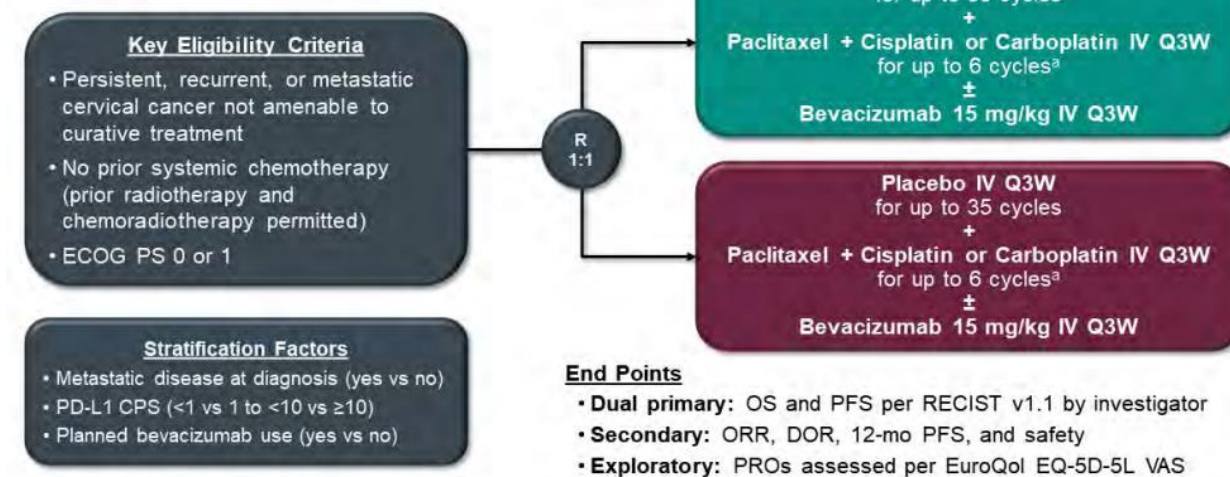 Key Eligibility Criteria
• Persistent, recurrent, or metastatic
cervical cancer not amenable to
curative treatment
• No prior systemic chemotherapy
(prior radiotherapy and
chemoradiotherapy permitted)
• ECOG PS 0 or 1
Stratification Factors
• Metastatic disease at diagnosis (yes vs no)
• PD-L1 CPS (<1 vs 1 to <10 vs ≥10)
• Planned bevacizumab use (yes vs no)
R
1:1
+
Paclitaxel + Cisplatin or Carboplatin IV Q3W
for up to 6 cyclesᵃ
±
Bevacizumab 15 mg/kg IV Q3W
Placebo IV Q3W
for up to 35 cycles
+
Paclitaxel + Cisplatin or Carboplatin IV Q3W
for up to 6 cyclesᵃ
±
Bevacizumab 15 mg/kg IV Q3W
End Points
• Dual primary: OS and PFS per RECIST v1.1 by investigator
• Secondary: ORR, DOR, 12-mo PFS, and safety
• Exploratory: PROs assessed per EuroQol EQ-5D-5L VAS